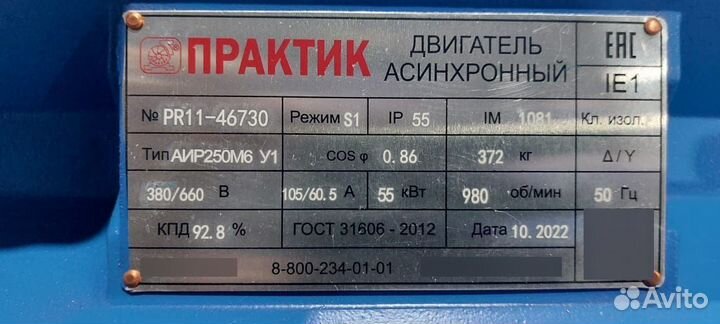 ПРАКТИК ДВИГАТЕЛЬ АСИНХРОННЫЙ EAC
IE1
№ PR11-46730 Режим S1 IP 55 IM 1081 Кл. изол.
Тип АИР250М6 У1 cos φ 0.86 372 кг Δ/Y
380/660 В 105/60.5 А 55 кВт 980 об/мин 50 Гц
КПД 92.8 % ГОСТ 31606 - 2012 Дата 10.2022
8-800-234-01-01
Avito